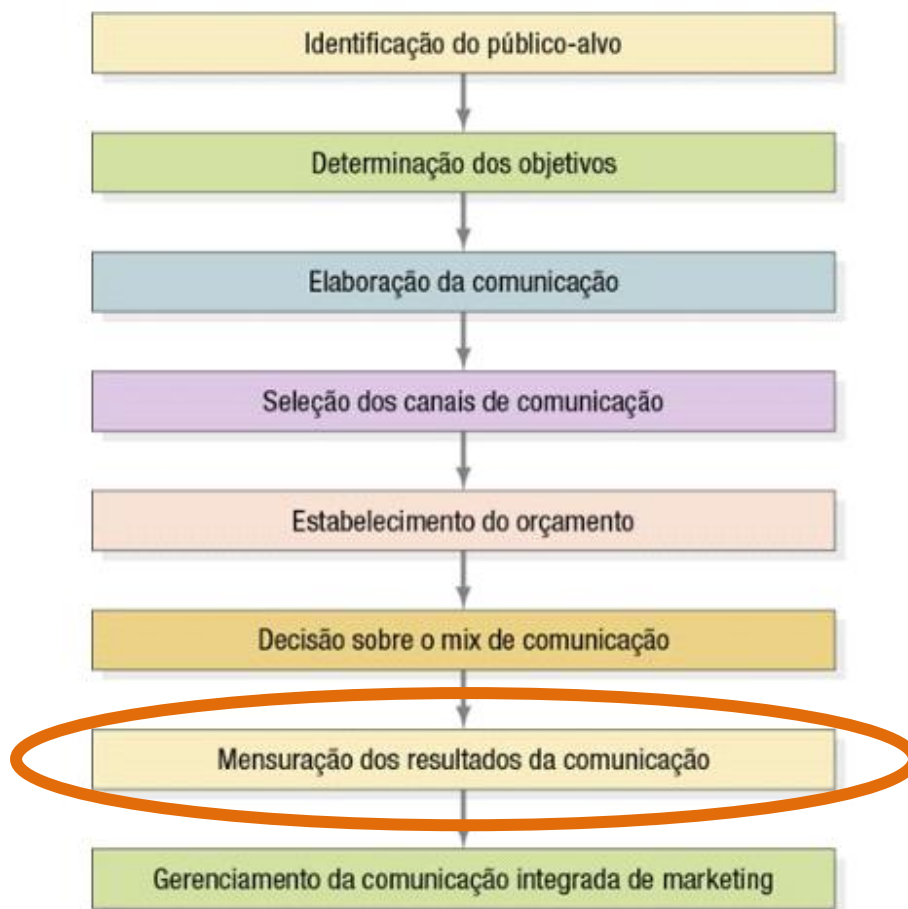 Identificação do público-alvo
Determinação dos objetivos
Elaboração da comunicação
Seleção dos canais de comunicação
Estabelecimento do orçamento
Decisão sobre o mix de comunicação
Mensuração dos resultados da comunicação
Gerenciamento da comunicação integrada de marketing